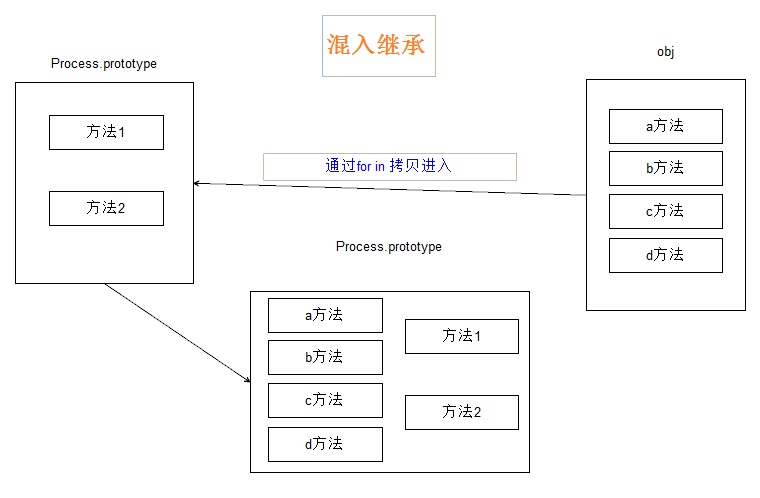 混入继承
Process.prototype
方法1
方法2
通过for in 拷贝进入
obj
a方法
b方法
c方法
d方法
Process.prototype
a方法
b方法
c方法
d方法
方法1
方法2